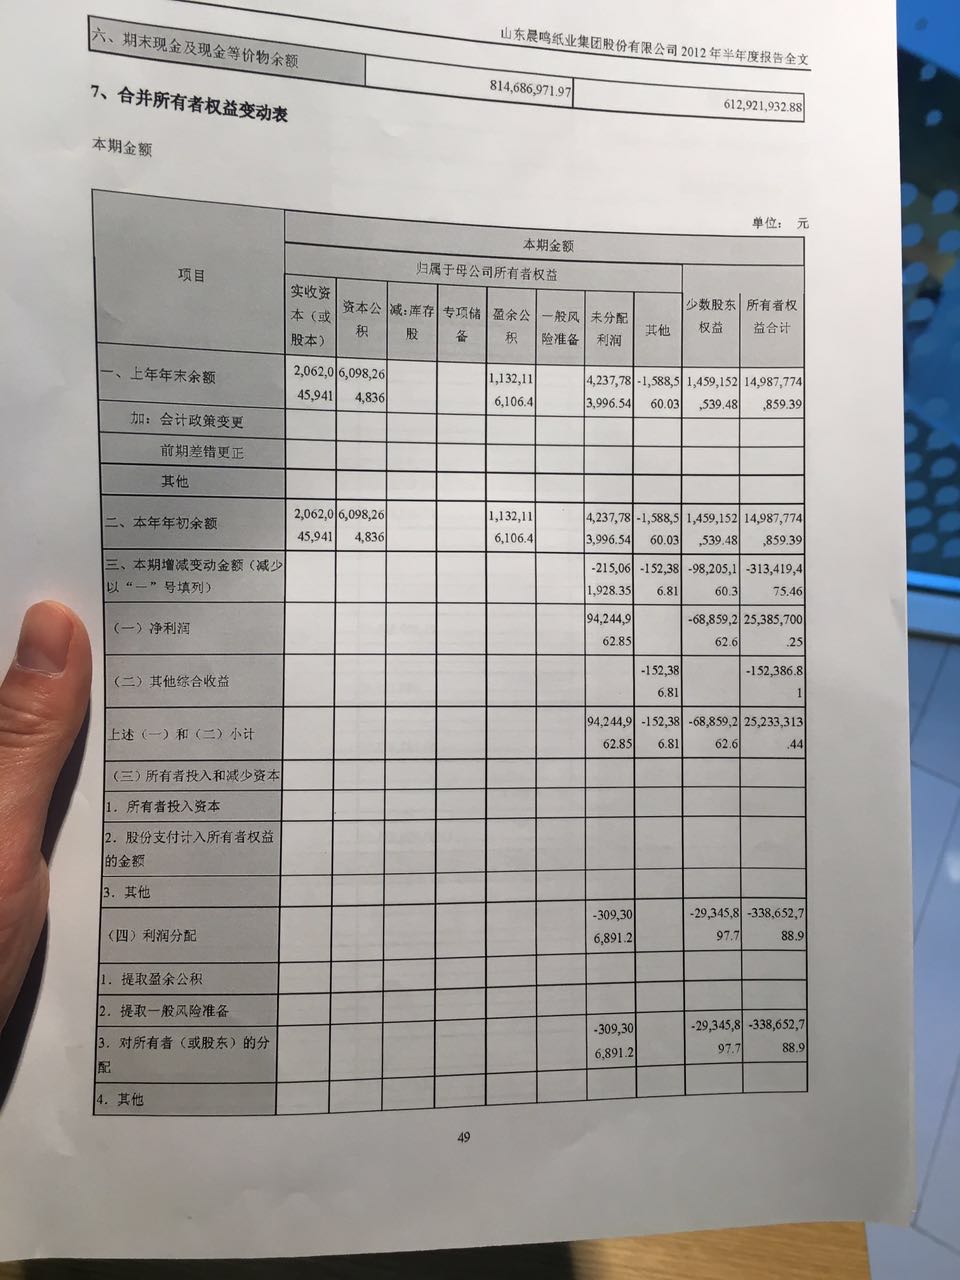 山东晨鸣纸业集团股份有限公司 2012 年半年度报告全文
六、期末现金及现金等价物余额 814,686,971.97 612,921,932.88
7、合并所有者权益变动表
本期金额
单位： 元
项目 本期金额
归属于母公司所有者权益 少数股东权益 所有者权益合计
实收资本（或股本） 资本公积 减:库存股 专项储备 盈余公积 一般风险准备 未分配利润 其他
一、上年年末余额 2,062,045,941 6,098,264,836 1,132,116,106.4 4,237,783,996.54 -1,588,560.03 1,459,152,539.48 14,987,774,859.39
加：会计政策变更
前期差错更正
其他
二、本年年初余额 2,062,045,941 6,098,264,836 1,132,116,106.4 4,237,783,996.54 -1,588,560.03 1,459,152,539.48 14,987,774,859.39
三、本期增减变动金额（减少以“－”号填列） -215,061,928.35 -152,386.81 -98,205,160.3 -313,419,475.46
（一）净利润 94,244,962.85 -68,859,262.6 25,385,700.25
（二）其他综合收益 -152,386.81 -152,386.81
上述（一）和（二）小计 94,244,962.85 -152,386.81 -68,859,262.6 25,233,313.44
（三）所有者投入和减少资本
1．所有者投入资本
2．股份支付计入所有者权益的金额
3．其他
（四）利润分配 -309,306,891.2 -29,345,897.7 -338,652,788.9
1．提取盈余公积
2．提取一般风险准备
3．对所有者（或股东）的分配 -309,306,891.2 -29,345,897.7 -338,652,788.9
4．其他
49